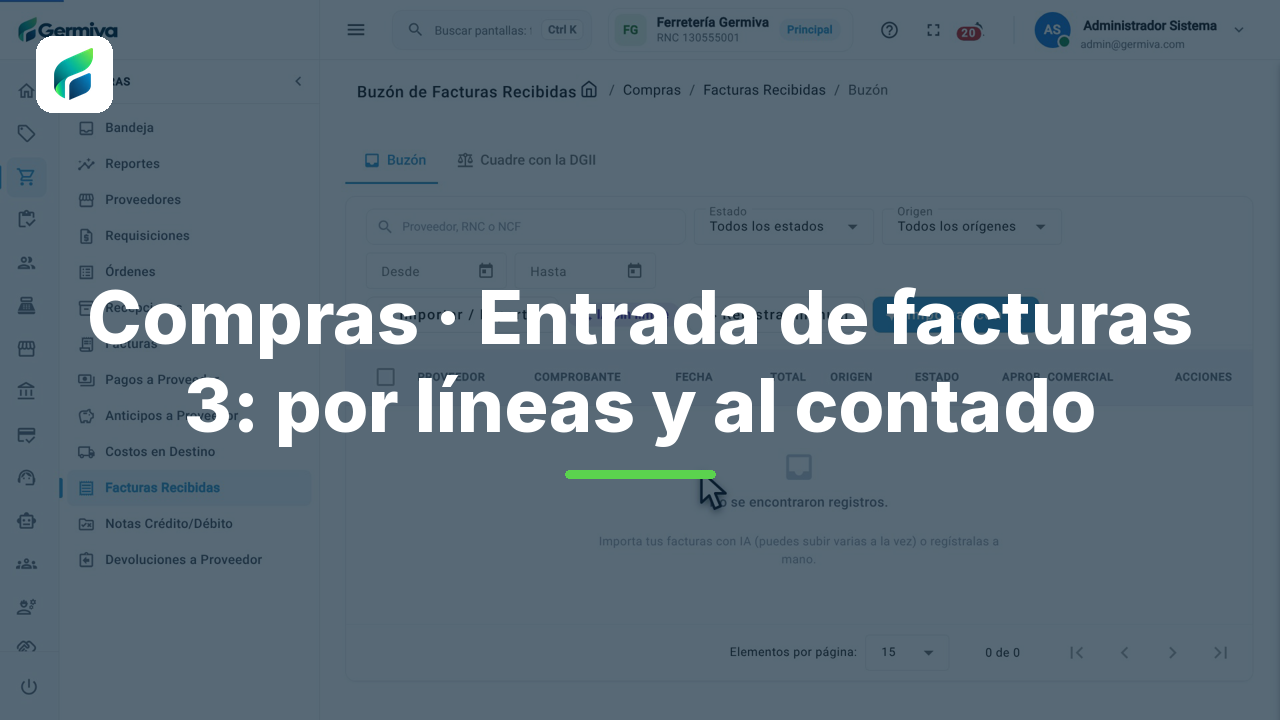 Germiva
Buscar pantallas:
Ctrl K
FG
Ferretería Germiva
RNC 130555001
Principal
20
AS
Administrador Sistema
admin@germiva.com
Buzón de Facturas Recibidas
/ Compras / Facturas Recibidas / Buzón
Bandeja
Reportes
Proveedores
Requisiciones
Órdenes
Facturas
Pagos a Proveedor
Anticipos a Proveedor
Costos en Destino
Facturas Recibidas
Notas Crédito/Débito
Devoluciones a Proveedor
Buzón
Cuadre con la DGII
Proveedor, RNC o NCF
Estado
Todos los estados
Origen
Todos los orígenes
Desde
Hasta
Compras · Entrada de facturas
3: por líneas y al contado
PROVEEDOR
COMPROBANTE
FECHA
TOTAL
ORIGEN
ESTADO
APROB. COMERCIAL
ACCIONES
se encontraron registros.
Importa tus facturas con IA (puedes subir varias a la vez) o regístralas a
mano.
Elementos por página:
15
0 de 0